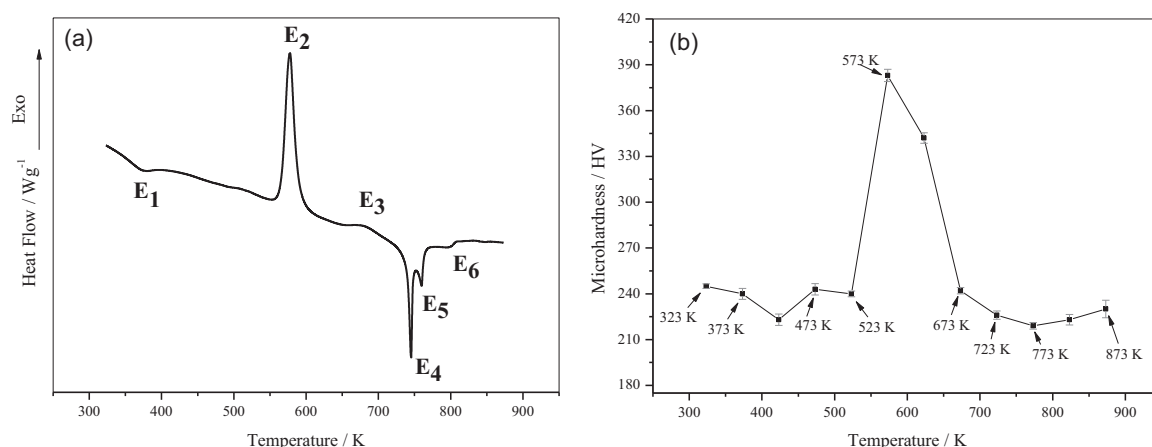 (a)
E2
E1
E3
E4
E5
E6
Exo
Heat Flow / Wg-1
300 400 500 600 700 800 900
Temperature / K
(b)
420
390
360
330
300
270
240
210
180
Microhardness / HV
573 K
323 K
373 K
473 K
523 K
673 K
723 K
773 K
873 K
300 400 500 600 700 800 900
Temperature / K